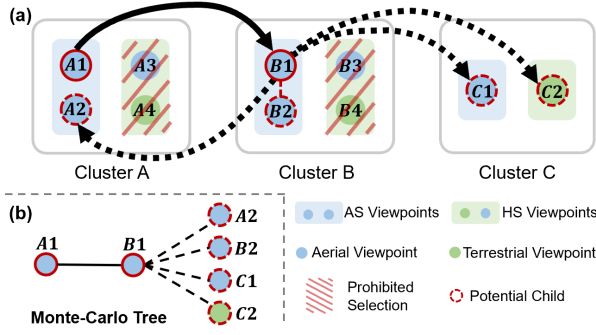 (a)
A1 A3 B1 B3
A2 A4 B2 B4 C1 C2
Cluster A Cluster B Cluster C
(b)
A1 B1 A2
B2
C1
C2
Monte-Carlo Tree
AS Viewpoints HS Viewpoints
Aerial Viewpoint Terrestrial Viewpoint
Prohibited
Selection
Potential Child